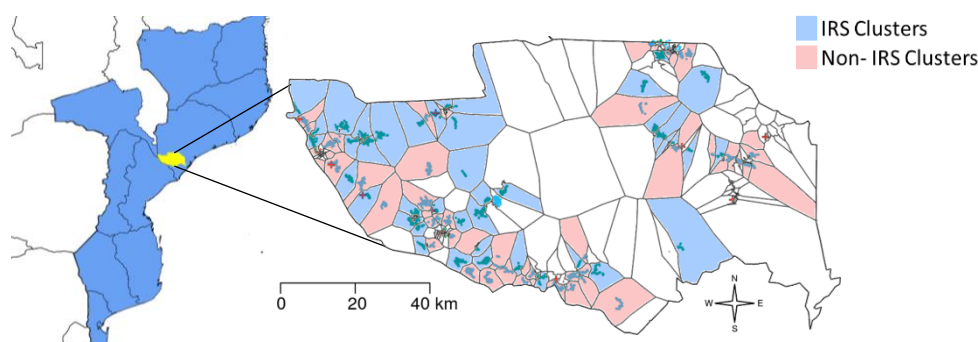 IRS Clusters
Non- IRS Clusters
0 20 40 km
N
W E
S